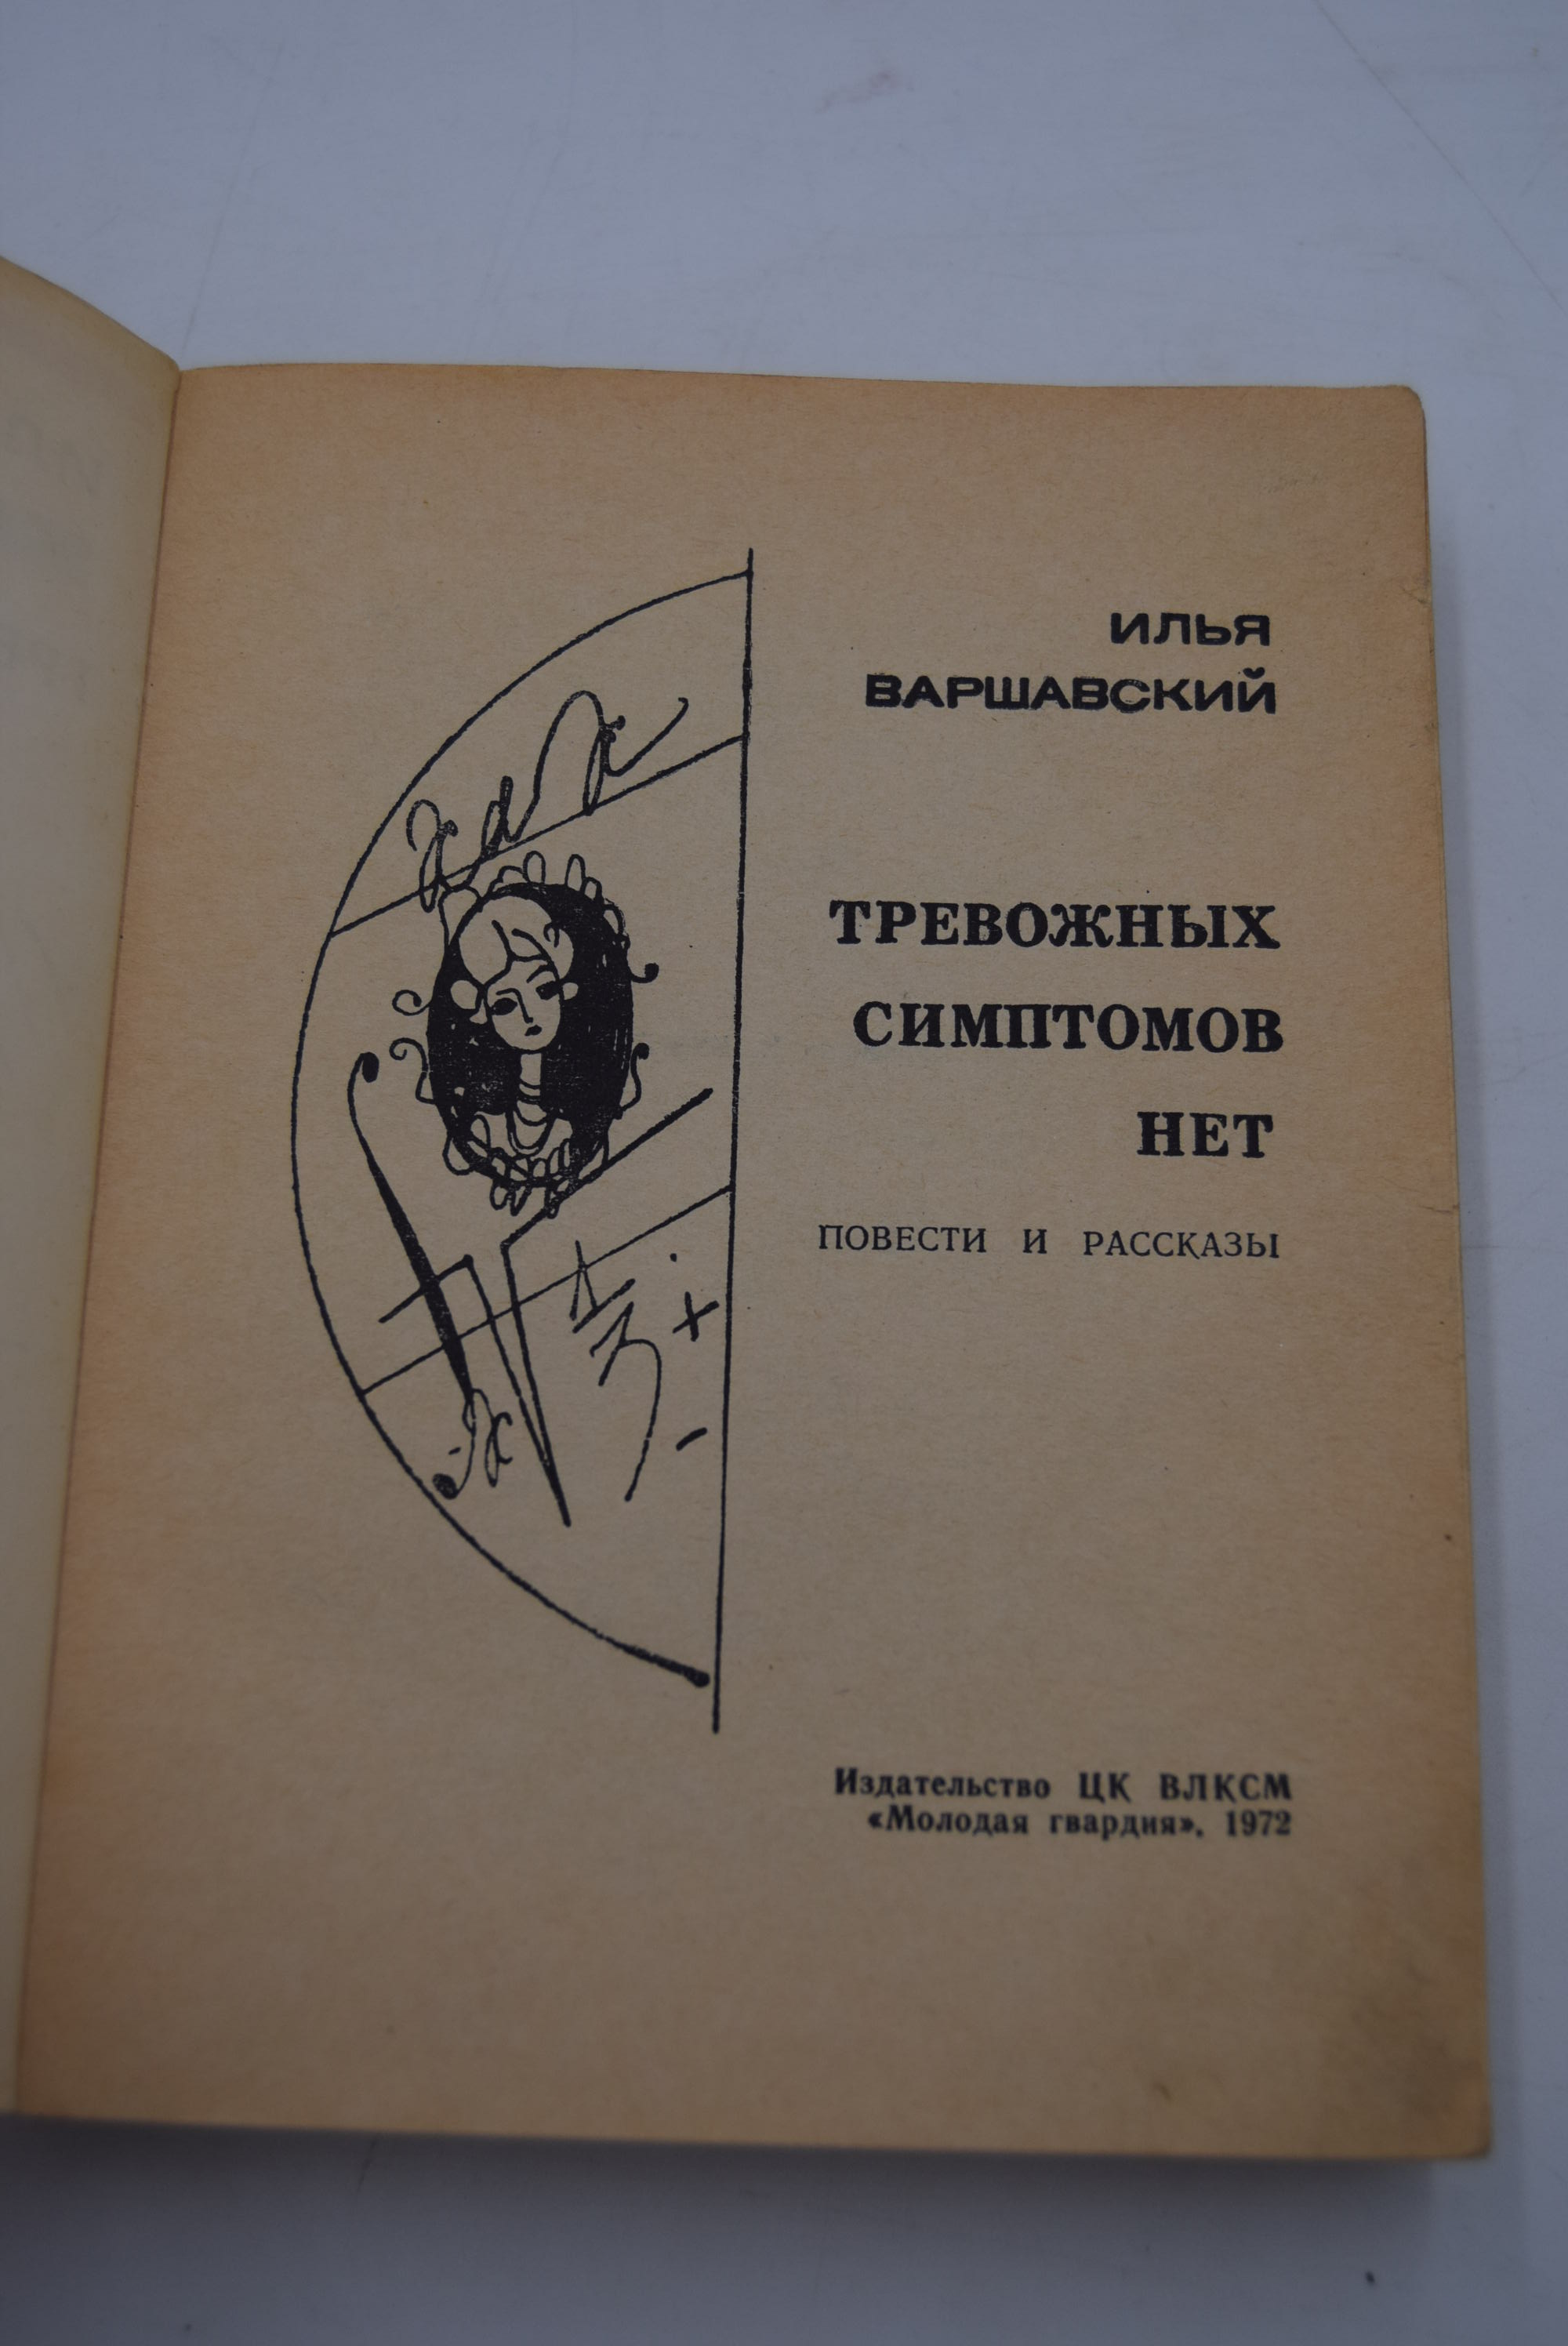 ИЛЬЯ
ВАРШАВСКИЙ
ТРЕВОЖНЫХ
СИМПТОМОВ
НЕТ
ПОВЕСТИ И РАССКАЗЫ
Издательство ЦК ВЛКСМ
«Молодая гвардия», 1972